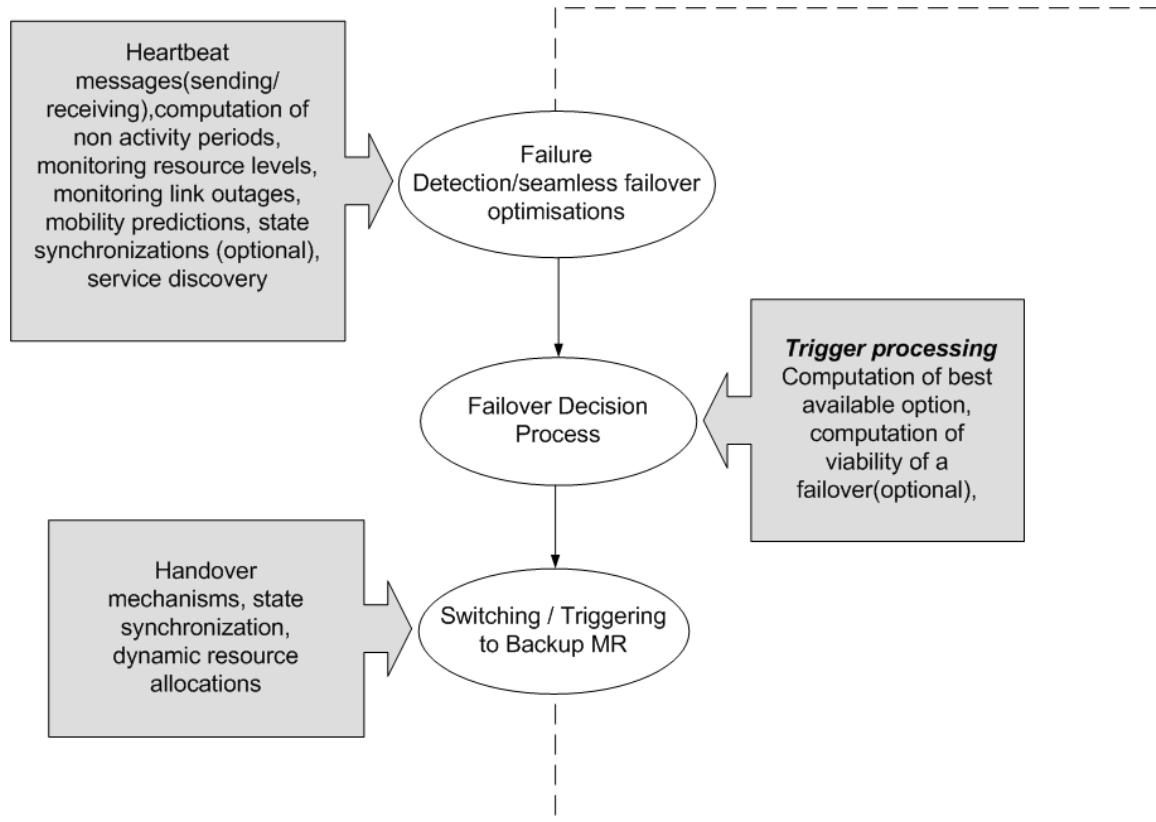 Heartbeat
messages(sending/
receiving),computation of
non activity periods,
monitoring resource levels,
monitoring link outages,
mobility predictions, state
synchronizations (optional),
service discovery
Failure
Detection/seamless failover
optimisations
Trigger processing
Computation of best
available option,
computation of
viability of a
failover(optional),
Failover Decision
Process
Handover
mechanisms, state
synchronization,
dynamic resource
allocations
Switching / Triggering
to Backup MR